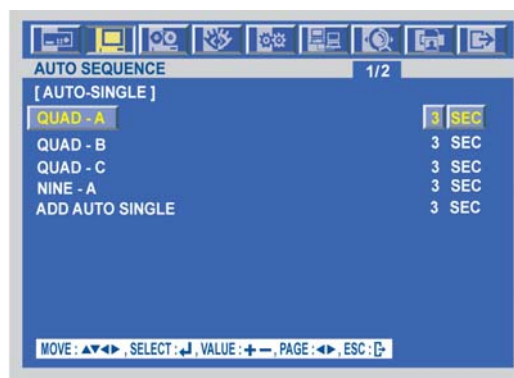 AUTO SEQUENCE 1/2
[ AUTO-SINGLE ]
QUAD - A 3 SEC
QUAD - B 3 SEC
QUAD - C 3 SEC
NINE - A 3 SEC
ADD AUTO SINGLE 3 SEC
MOVE : ▲▼◀▶ , SELECT : ↵ , VALUE : + − , PAGE : ◀▶ , ESC :